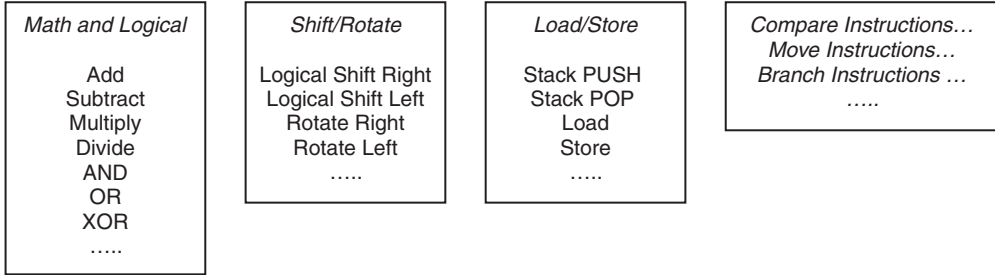 Math and Logical
Add
Subtract
Multiply
Divide
AND
OR
XOR
…..
Shift/Rotate
Logical Shift Right
Logical Shift Left
Rotate Right
Rotate Left
…..
Load/Store
Stack PUSH
Stack POP
Load
Store
…..
Compare Instructions…
Move Instructions…
Branch Instructions …
…..